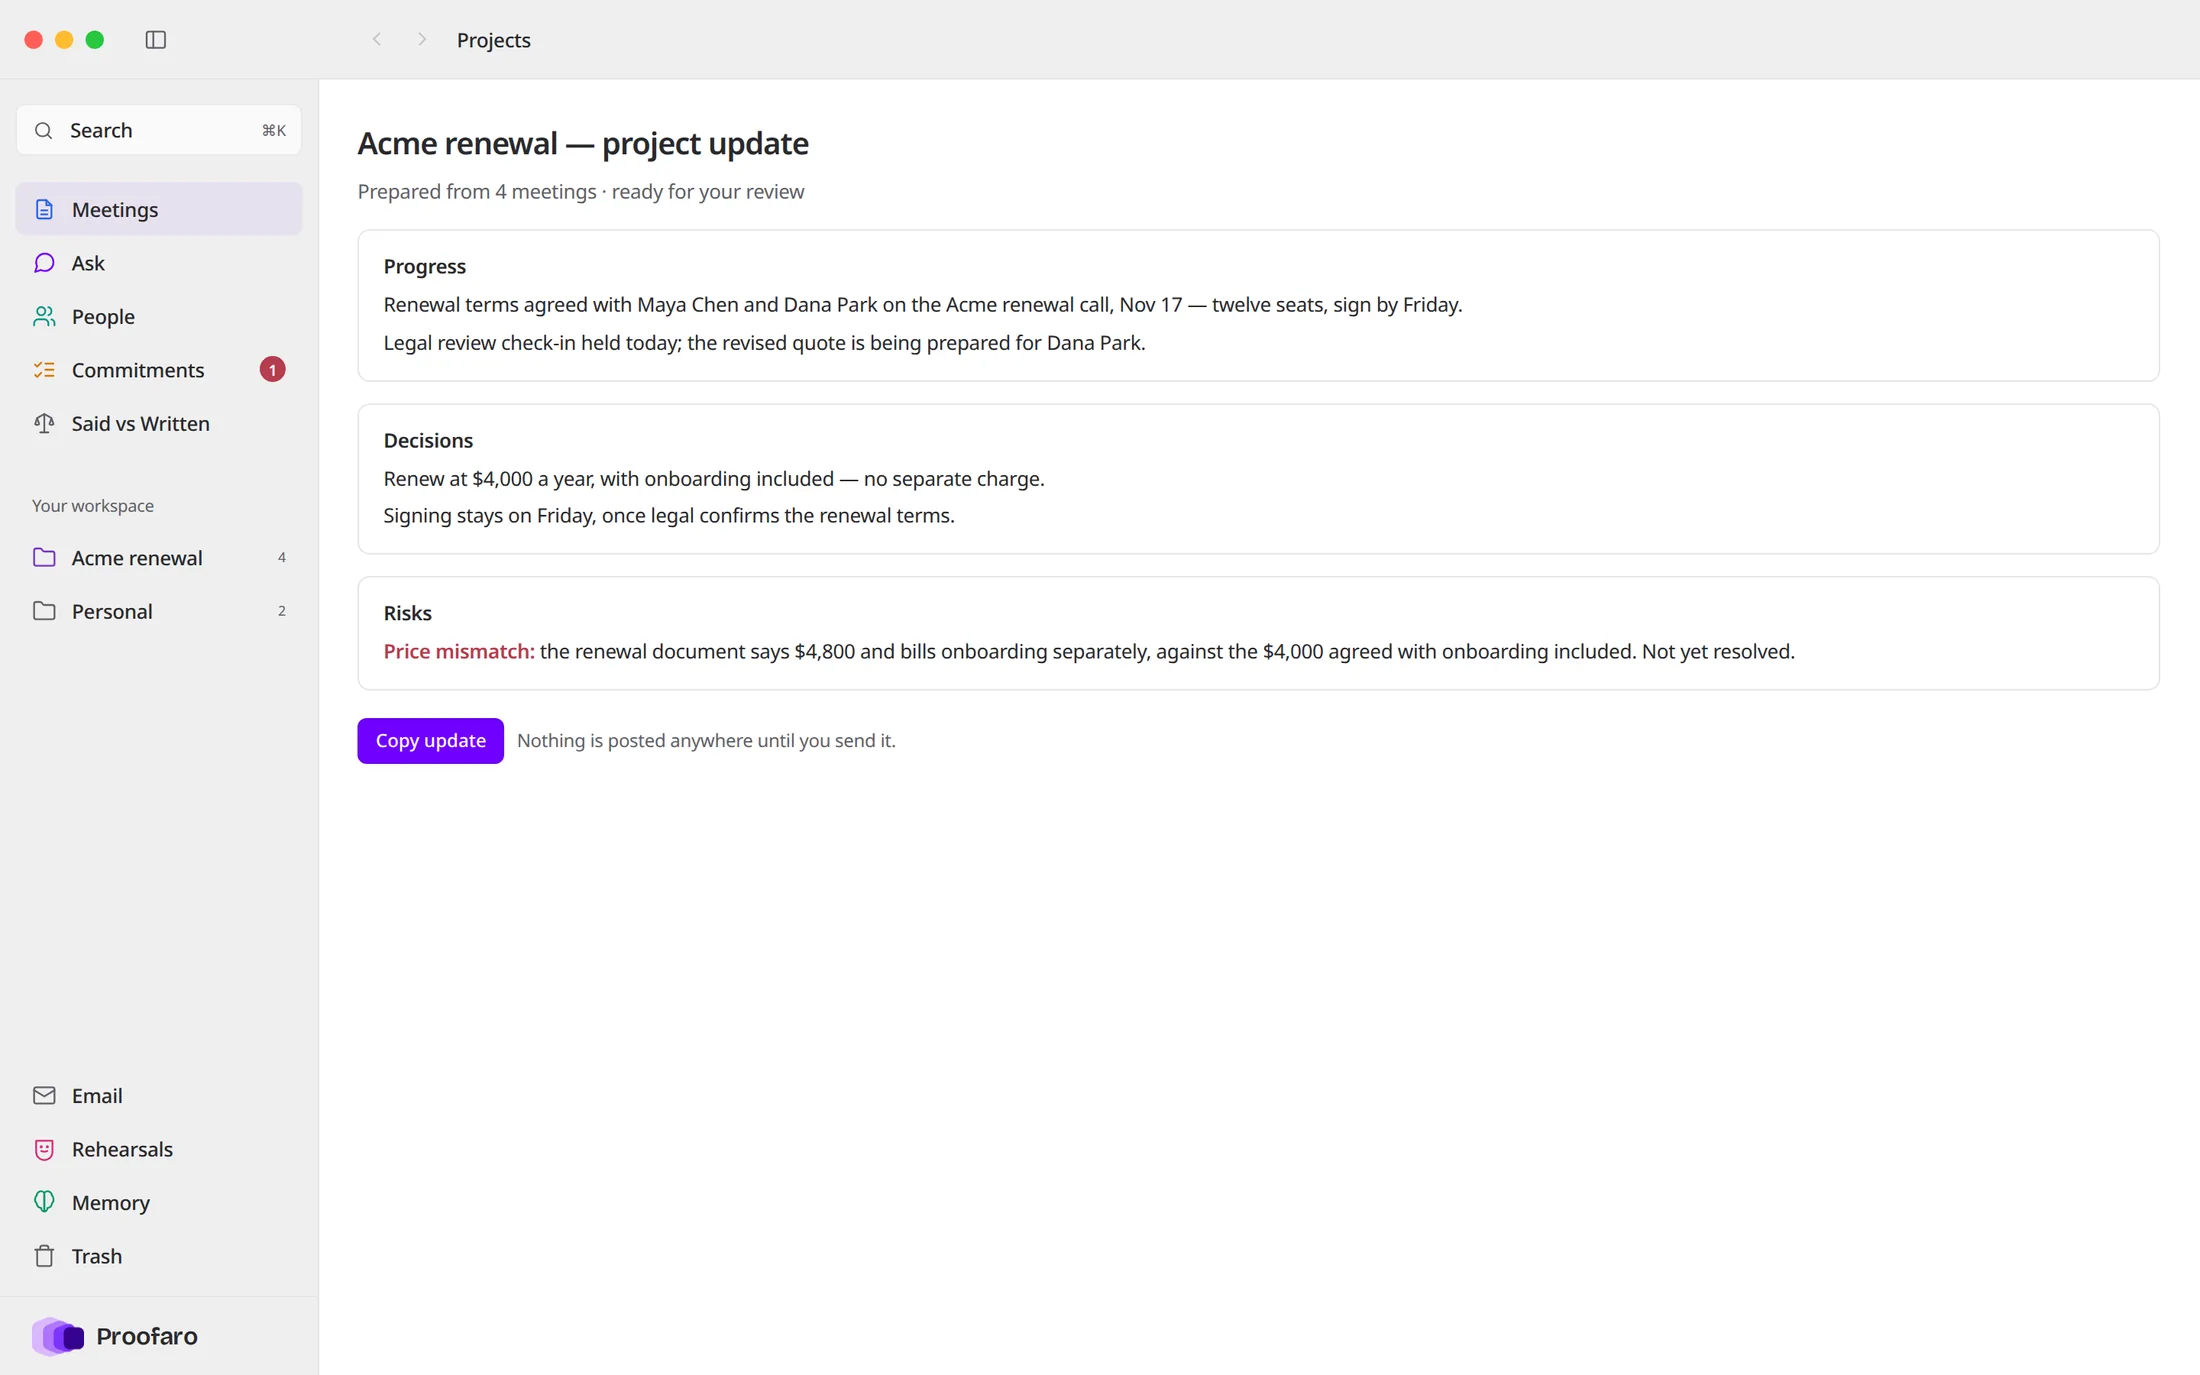 Projects
Search ⌘K
Meetings
Ask
People
Commitments 1
Said vs Written
Your workspace
Acme renewal 4
Personal 2
Email
Rehearsals
Memory
Trash
Proofaro
Acme renewal — project update
Prepared from 4 meetings · ready for your review
Progress
Renewal terms agreed with Maya Chen and Dana Park on the Acme renewal call, Nov 17 — twelve seats, sign by Friday.
Legal review check-in held today; the revised quote is being prepared for Dana Park.
Decisions
Renew at $4,000 a year, with onboarding included — no separate charge.
Signing stays on Friday, once legal confirms the renewal terms.
Risks
Price mismatch: the renewal document says $4,800 and bills onboarding separately, against the $4,000 agreed with onboarding included. Not yet resolved.
Copy update
Nothing is posted anywhere until you send it.